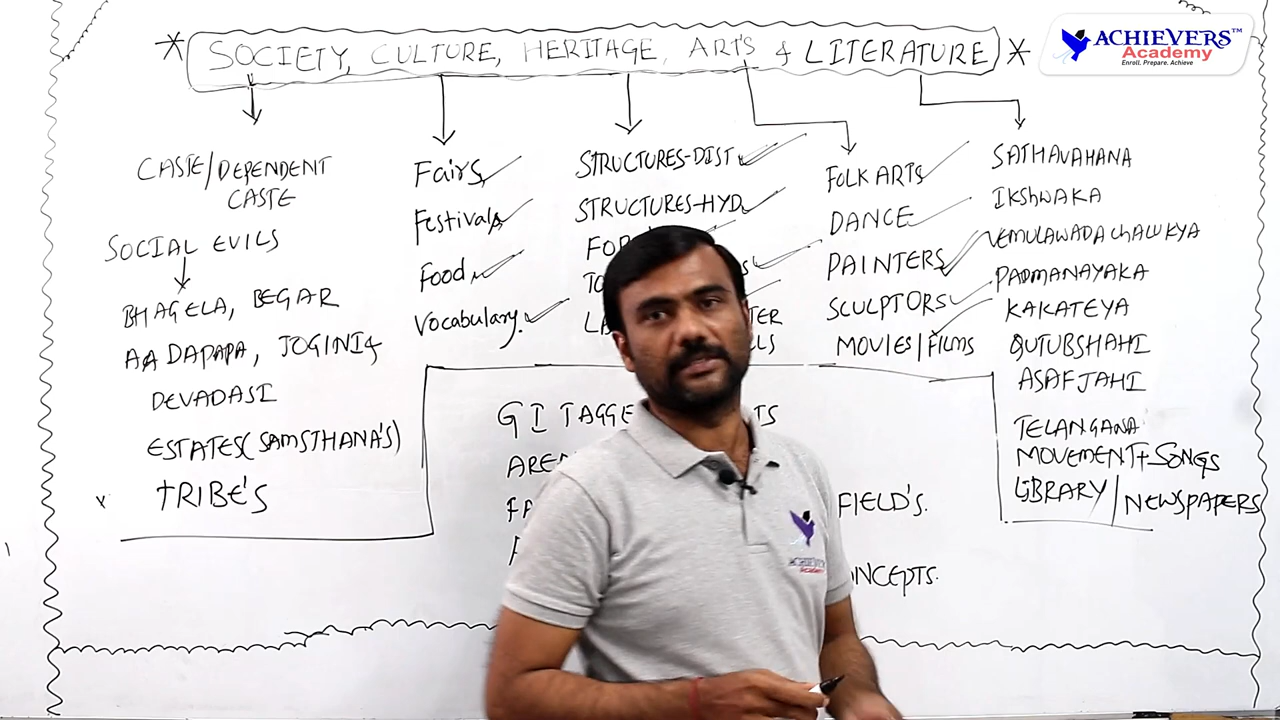 * SOCIETY, CULTURE, HERITAGE, ARTS & LITERATURE *
ACHIEVERS™
Academy
Enroll. Prepare. Achieve
CASTE/DEPENDENT
CASTE
SOCIAL EVILS
BHAGELA, BEGAR
AADAPAPA, JOGINI &
DEVADASI
ESTATES(SAMSTHANA'S)
TRIBE'S
Fairs
Festivals
Food
Vocabulary.
STRUCTURES-DIST
STRUCTURES-HYD
FOLK ARTS
DANCE
PAINTERS
SCULPTORS
MOVIES/FILMS
SATHAVAHANA
IKSHWAKA
VEMULAWADA CHALUKYA
PADMANAYAKA
KAKATEYA
QUTUBSHAHI
ASAFJAHI
TELANGANA
MOVEMENT+SONGS
LIBRARY/NEWSPAPERS
GI
FIELD'S.
ACHIEVERS
Academy